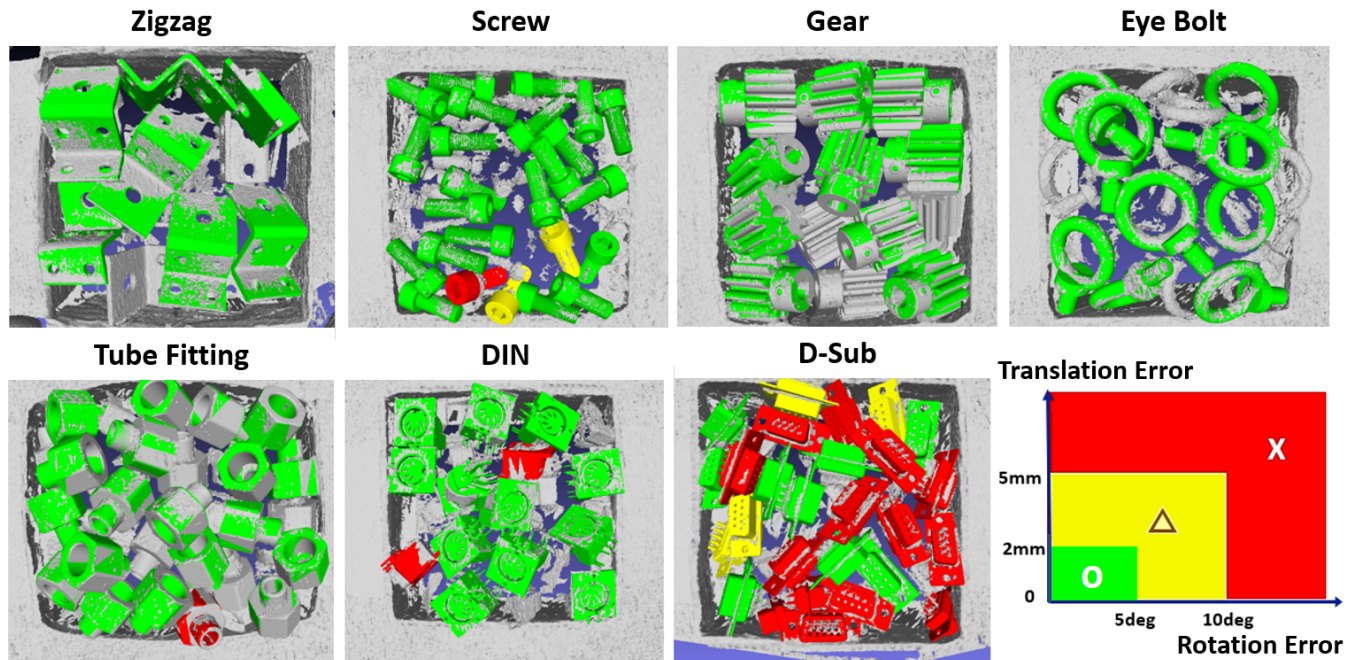 Zigzag
Screw
Gear
Eye Bolt
Tube Fitting
DIN
D-Sub
Translation Error
X
5mm
2mm
O
0
5deg
10deg
Rotation Error